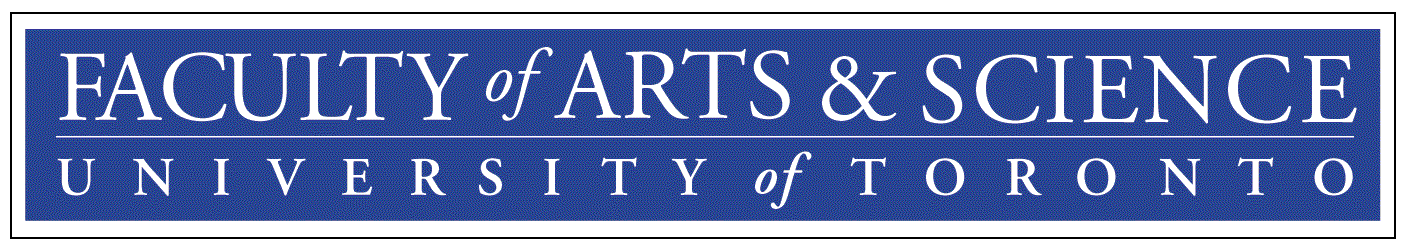 FACULTY of ARTS & SCIENCE
UNIVERSITY of TORONTO